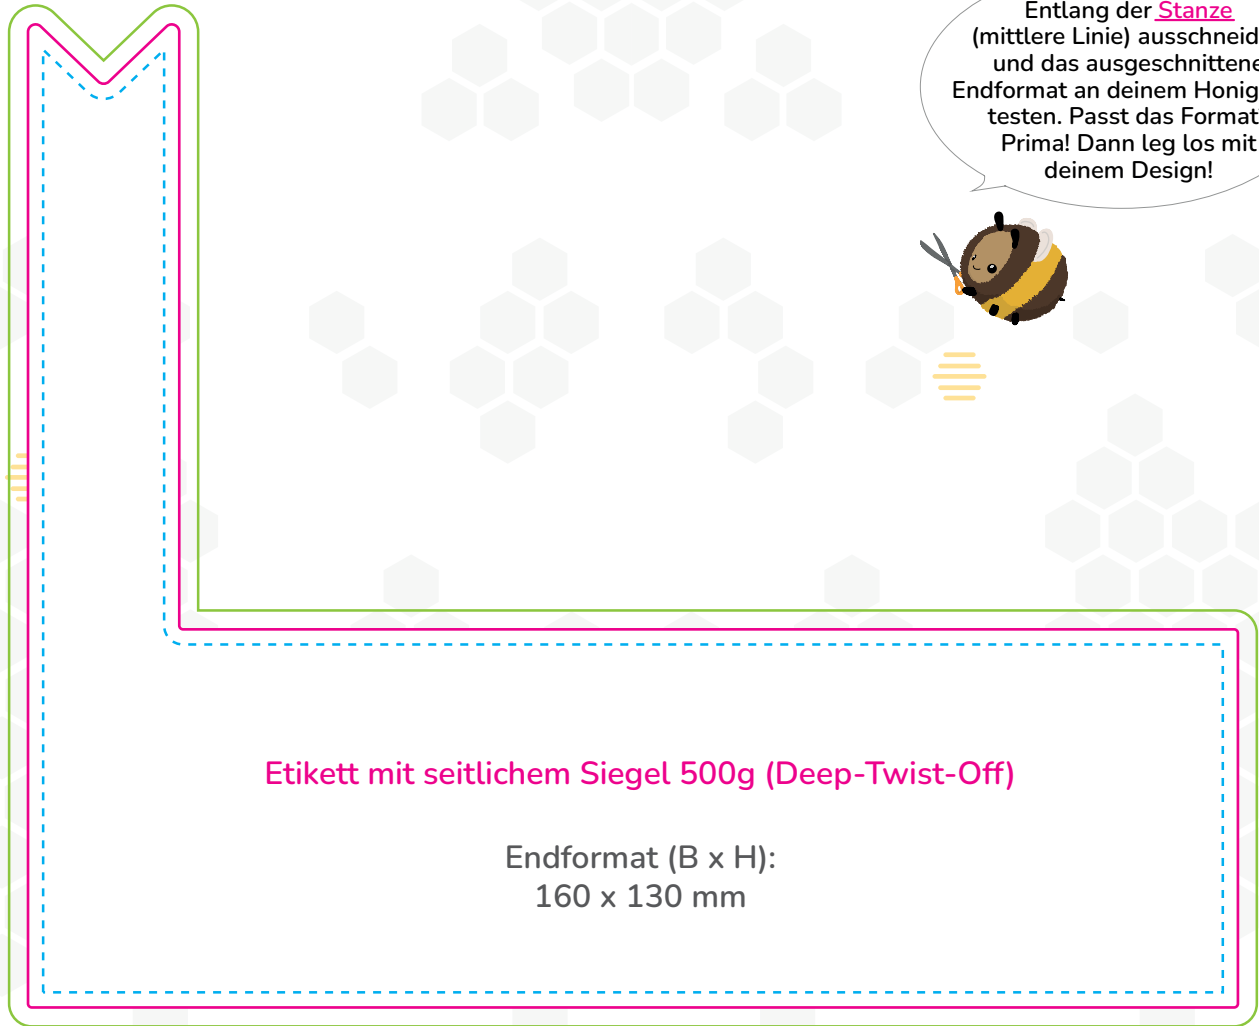 Entlang der Stanze
(mittlere Linie) ausschneid
und das ausgeschnittene
Endformat an deinem Honig
testen. Passt das Format
Prima! Dann leg los mit
deinem Design!
Etikett mit seitlichem Siegel 500g (Deep-Twist-Off)
Endformat (B x H):
160 x 130 mm